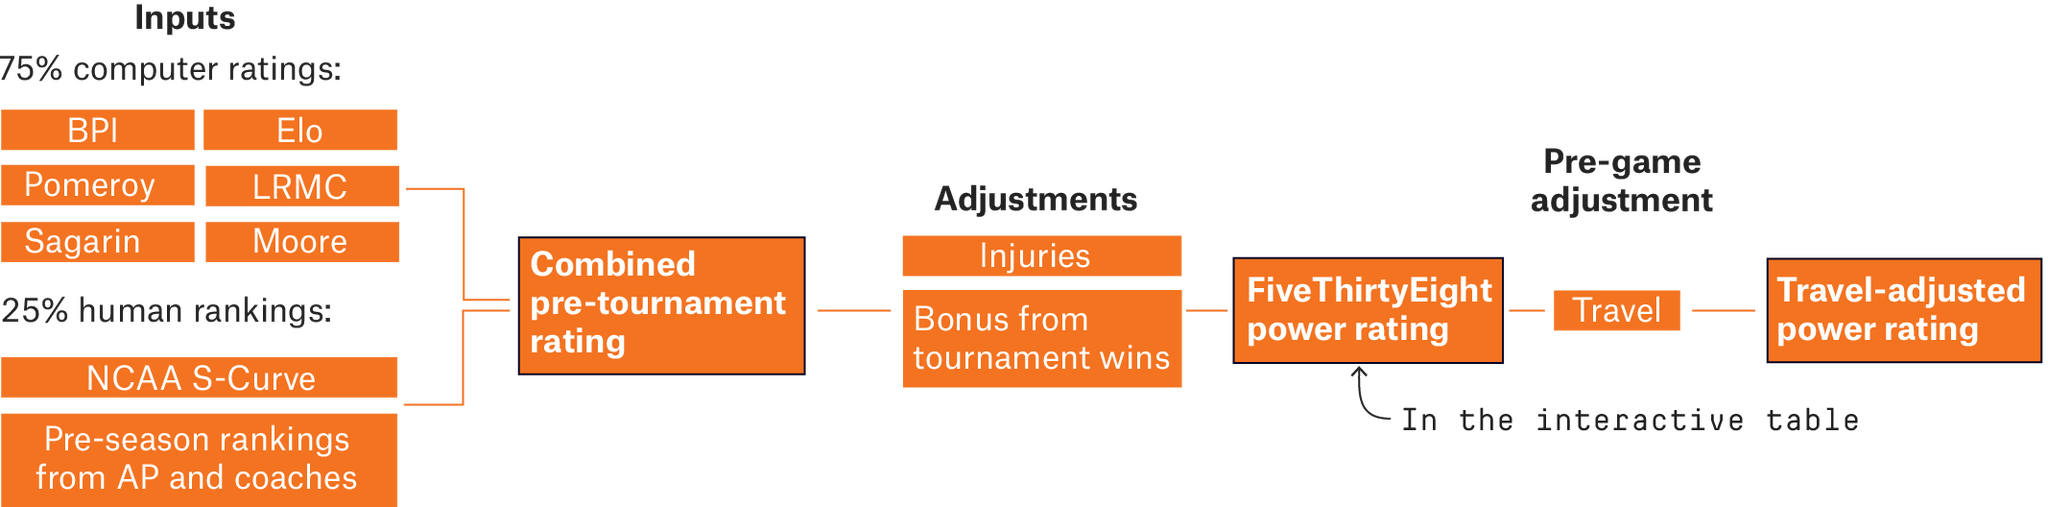 Inputs
75% computer ratings:
BPI
Elo
Pomeroy
LRMC
Sagarin
Moore
25% human rankings:
NCAA S-Curve
Pre-season rankings
from AP and coaches
Combined
pre-tournament
rating
Adjustments
Injuries
Bonus from
tournament wins
FiveThirtyEight
power rating
In the interactive table
Pre-game
adjustment
Travel
Travel-adjusted
power rating